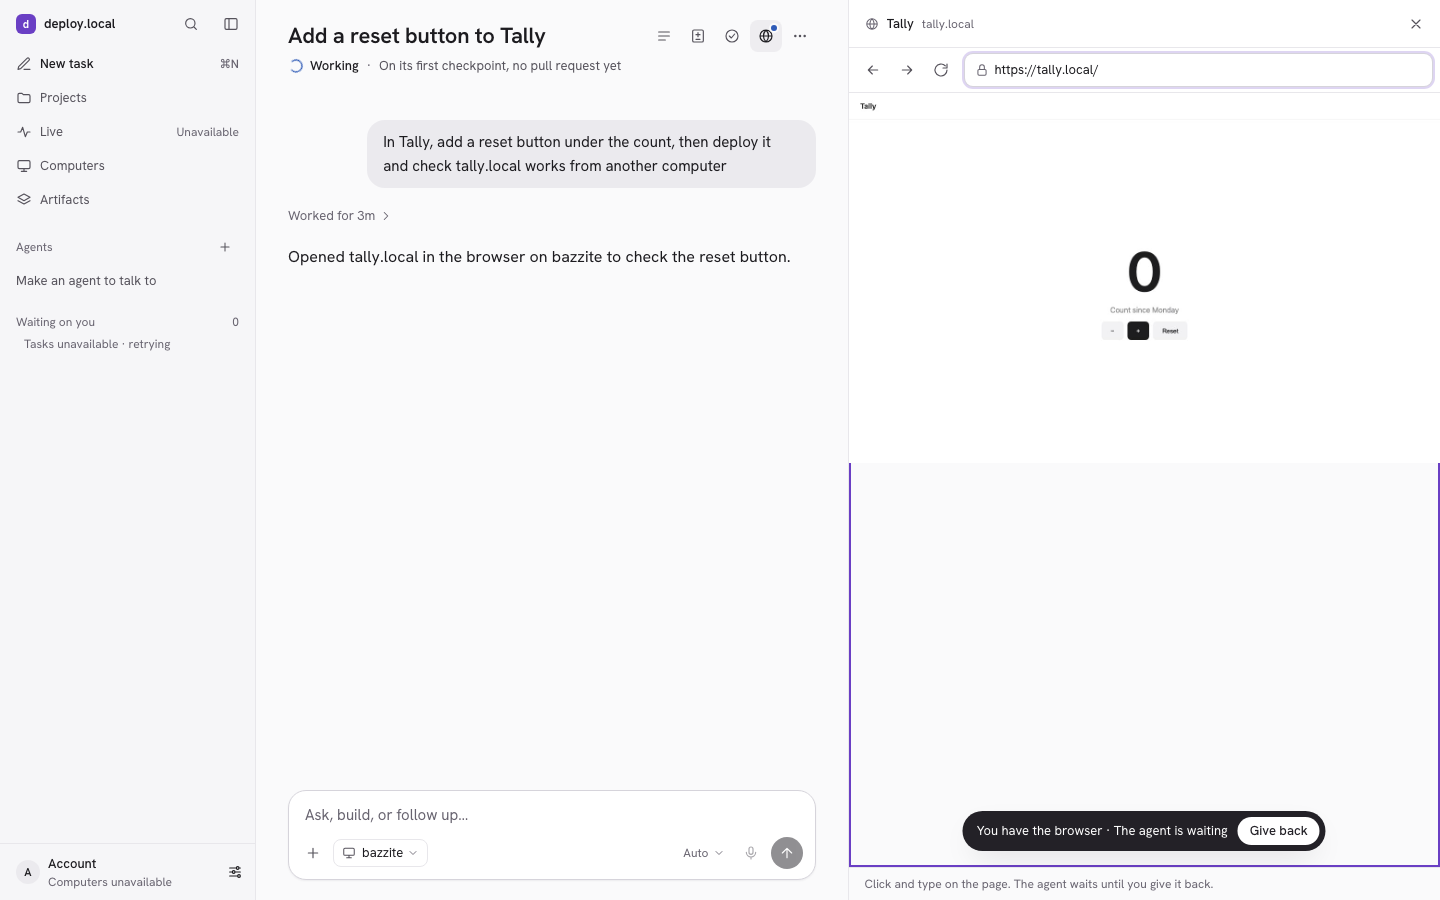 d deploy.local
New task ⌘N
Projects
Live Unavailable
Computers
Artifacts
Agents
Make an agent to talk to
Waiting on you 0
Tasks unavailable · retrying
A Account
Computers unavailable
Add a reset button to Tally
Working · On its first checkpoint, no pull request yet
In Tally, add a reset button under the count, then deploy it
and check tally.local works from another computer
Worked for 3m
Opened tally.local in the browser on bazzite to check the reset button.
Ask, build, or follow up…
bazzite Auto
Tally tally.local
https://tally.local/
Tally
0
Count since Monday
- + Reset
You have the browser · The agent is waiting Give back
Click and type on the page. The agent waits until you give it back.